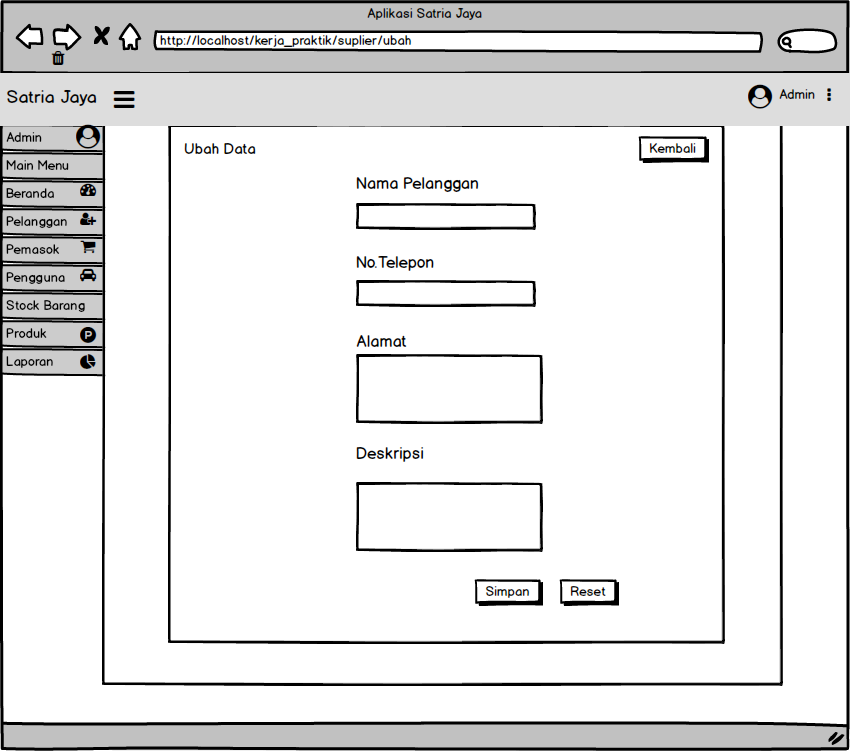 Aplikasi Satria Jaya
http://localhost/kerja_praktik/suplier/ubah
Satria Jaya
Admin
Admin
Main Menu
Beranda
Pelanggan
Pemasok
Pengguna
Stock Barang
Produk
P
Laporan
Ubah Data
Kembali
Nama Pelanggan
No.Telepon
Alamat
Deskripsi
Simpan
Reset